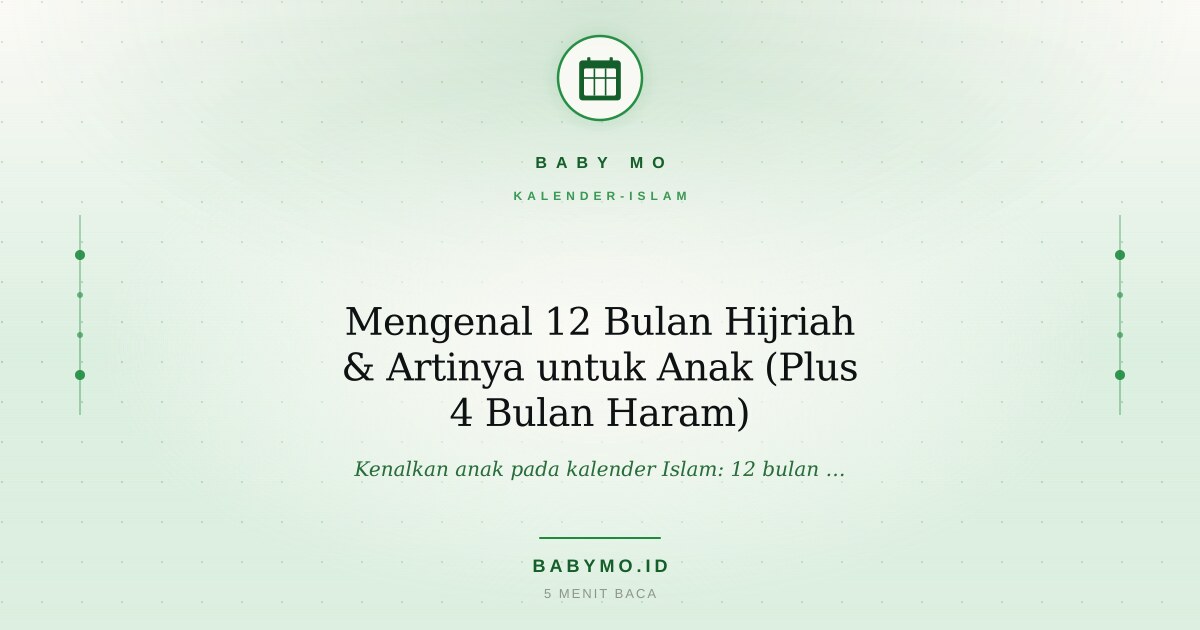 BABY MO
KALENDER-ISLAM
Mengenal 12 Bulan Hijriah
& Artinya untuk Anak (Plus
4 Bulan Haram)
Kenalkan anak pada kalender Islam: 12 bulan ...
BABYMO.ID
5 MENIT BACA